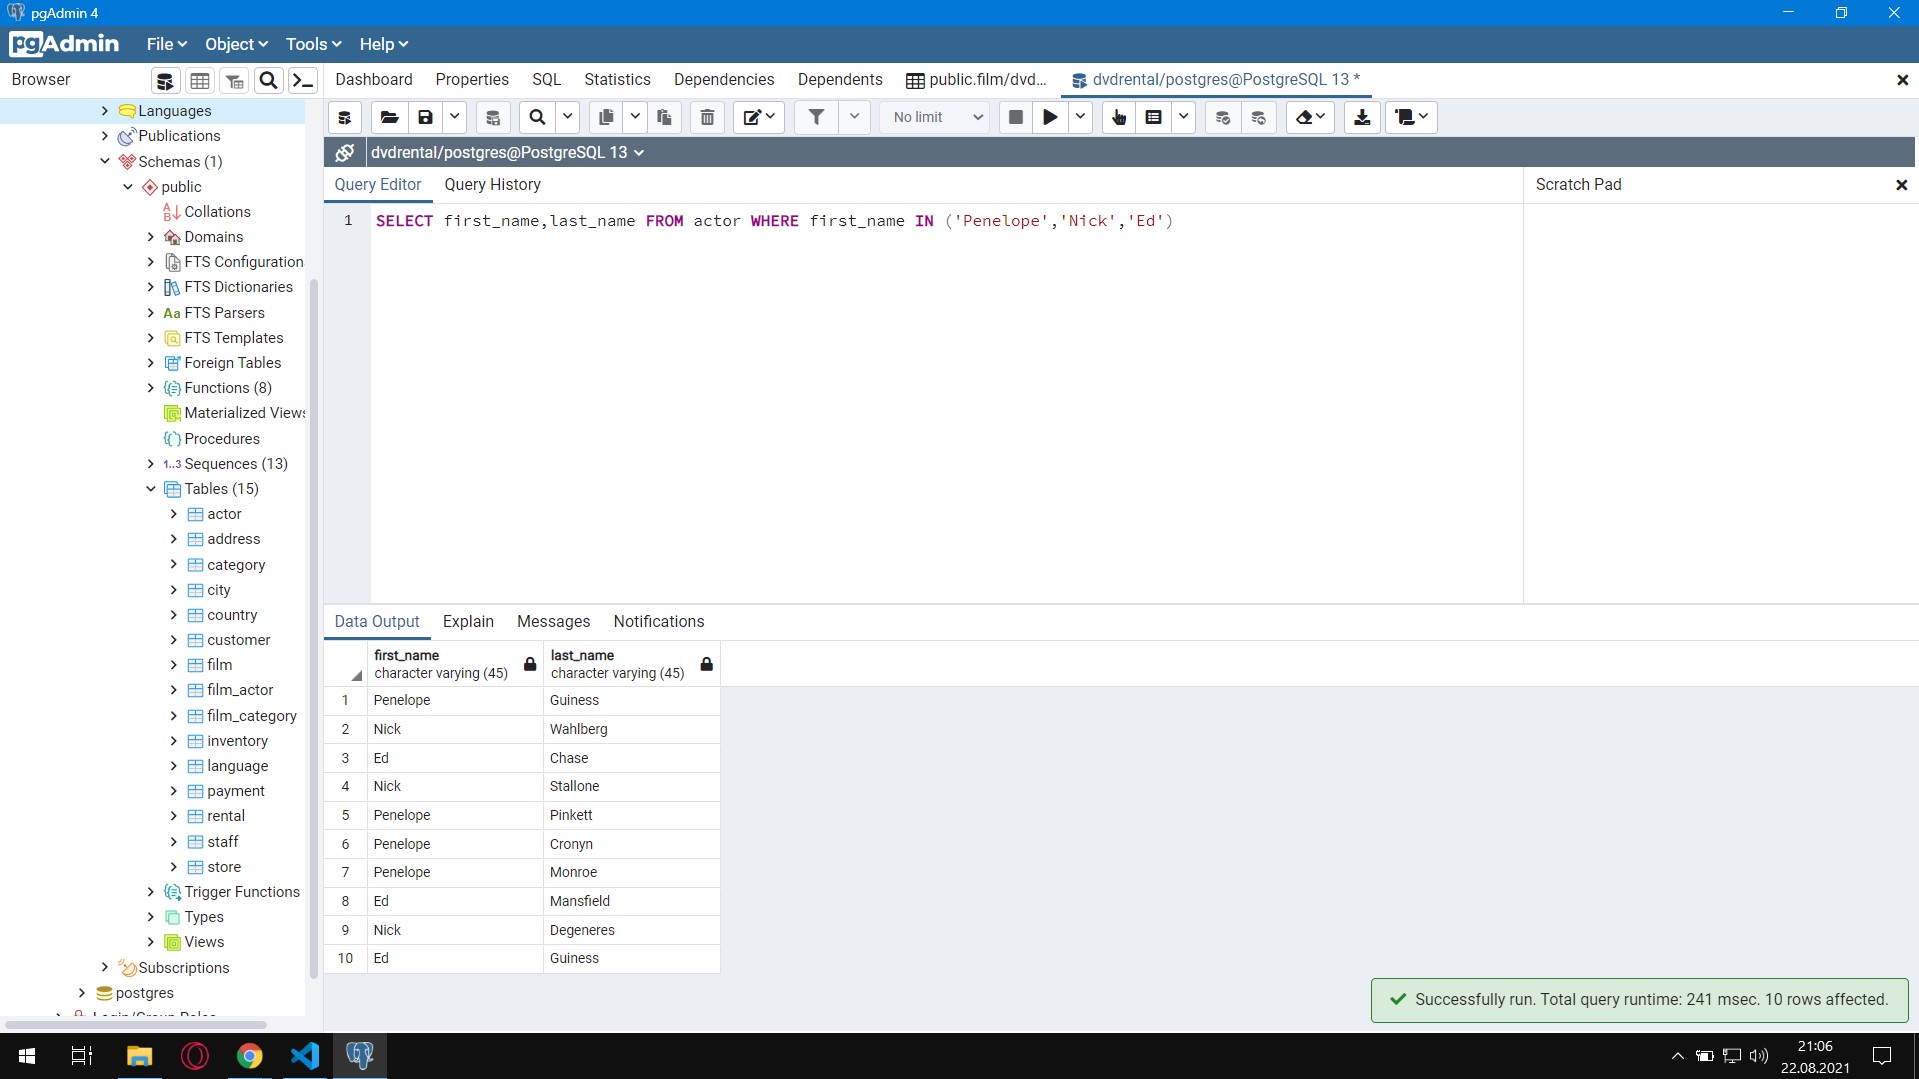 pgAdmin 4
pgAdmin
File
Object
Tools
Help
Browser
Dashboard
Properties
SQL
Statistics
Dependencies
Dependents
public.film/dvd...
dvdrental/postgres@PostgreSQL 13 *
No limit
dvdrental/postgres@PostgreSQL 13
Query Editor
Query History
Scratch Pad
1
SELECT first_name,last_name FROM actor WHERE first_name IN ('Penelope','Nick','Ed')
Languages
Publications
Schemas (1)
public
Collations
Domains
FTS Configuration
FTS Dictionaries
Aa FTS Parsers
FTS Templates
Foreign Tables
Functions (8)
Materialized Views
Procedures
1..3 Sequences (13)
Tables (15)
actor
address
category
city
country
customer
film
film_actor
film_category
inventory
language
payment
rental
staff
store
Trigger Functions
Types
Views
Subscriptions
postgres
Data Output
Explain
Messages
Notifications
first_name
character varying (45)
last_name
character varying (45)
1 Penelope Guiness
2 Nick Wahlberg
3 Ed Chase
4 Nick Stallone
5 Penelope Pinkett
6 Penelope Cronyn
7 Penelope Monroe
8 Ed Mansfield
9 Nick Degeneres
10 Ed Guiness
Successfully run. Total query runtime: 241 msec. 10 rows affected.
21:06
22.08.2021